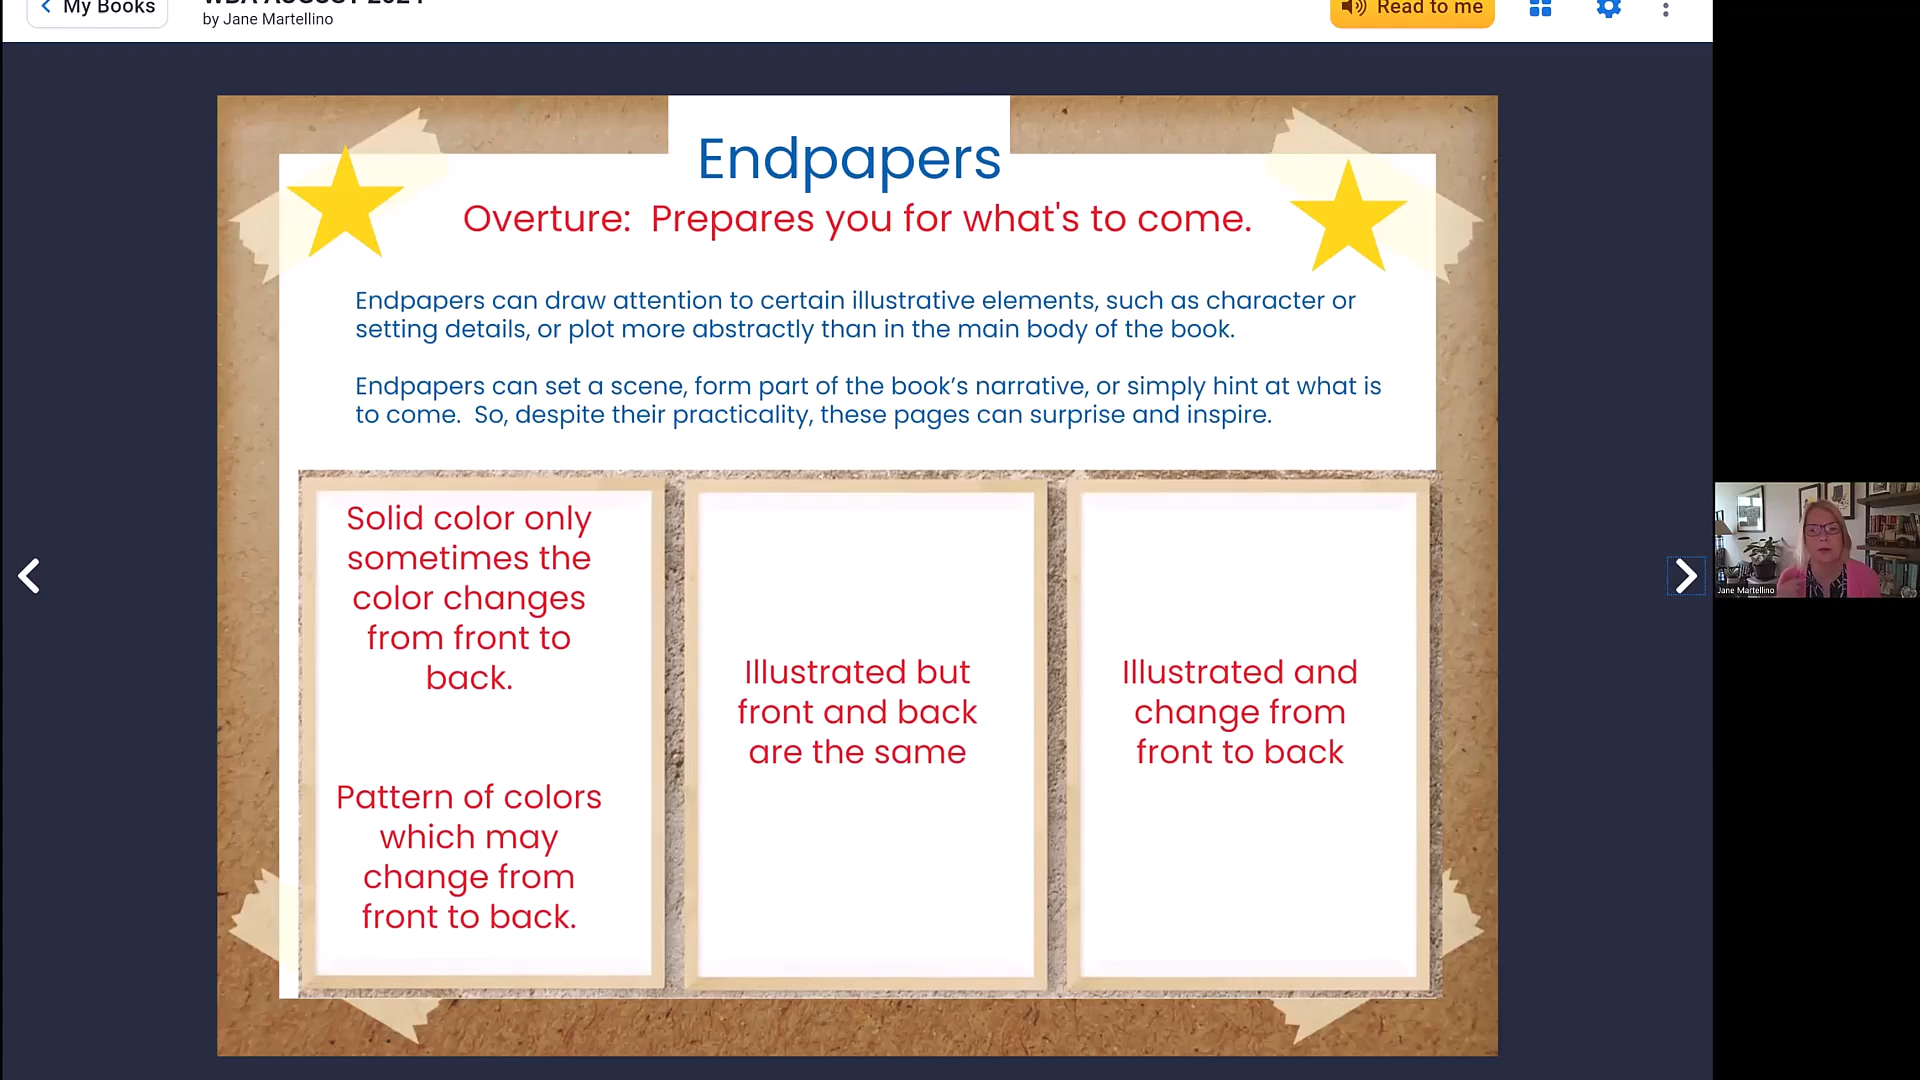 My Books
WBA AUGUST 2024
by Jane Martellino
Read to me
Endpapers
Overture: Prepares you for what's to come.
Endpapers can draw attention to certain illustrative elements, such as character or
setting details, or plot more abstractly than in the main body of the book.
Endpapers can set a scene, form part of the book’s narrative, or simply hint at what is
to come. So, despite their practicality, these pages can surprise and inspire.
Solid color only
sometimes the
color changes
from front to
back.
Pattern of colors
which may
change from
front to back.
Illustrated but
front and back
are the same
Illustrated and
change from
front to back
Jane Martellino